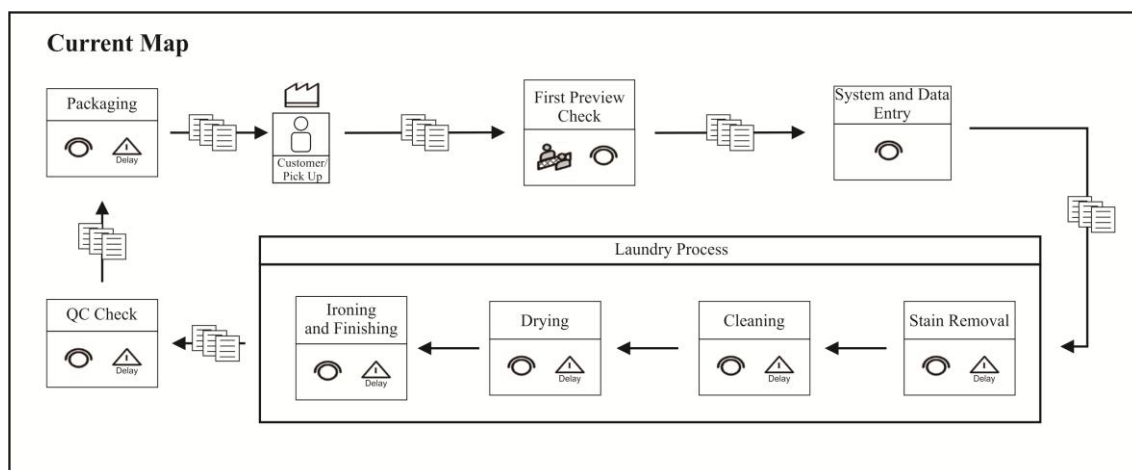 Current Map
Packaging
Delay
Customer/
Pick Up
First Preview
Check
System and Data
Entry
Laundry Process
QC Check
Delay
Ironing
and Finishing
Delay
Drying
Delay
Cleaning
Delay
Stain Removal
Delay